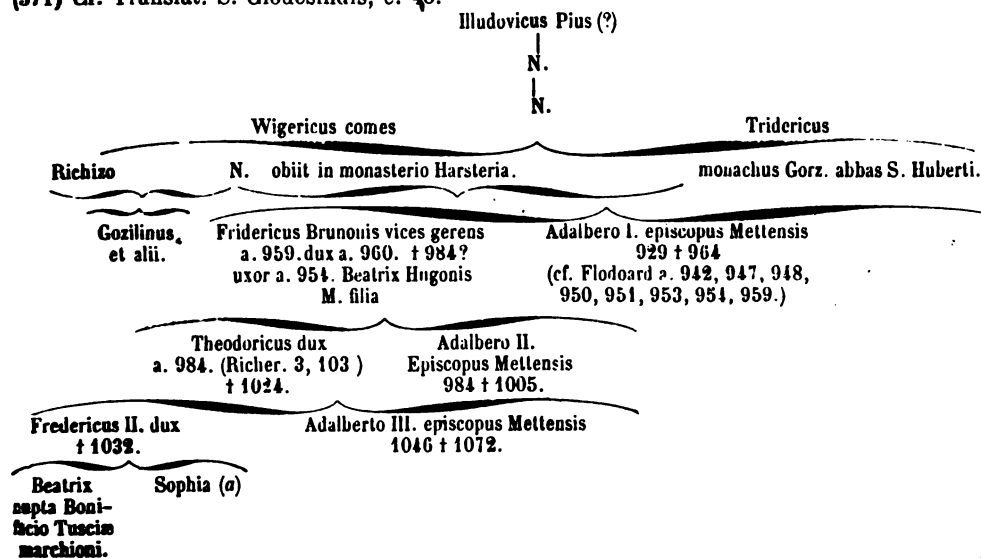 (371) Cf. Translat. S. Glodesindis, c. 48.
Illudovicus Pius (?)
N.
N.
Wigericus comes
Tridericus
Richizo
N. obiit in monasterio Harsteria.
monachus Gorz. abbas S. Huberti.
Gozilinus,
et alii.
Fridericus Brunonis vices gerens
a. 959. dux a. 960. † 984?
uxor a. 954. Beatrix Hugonis
M. filia
Adalbero I. episcopus Mettensis
929 † 964
(cf. Flodoard a. 942, 947, 948,
950, 951, 953, 954, 959.)
Theodoricus dux
a. 984. (Richer. 3, 103 )
† 1024.
Adalbero II.
Episcopus Mettensis
984 † 1005.
Fredericus II. dux
† 1032.
Adalberto III. episcopus Mettensis
1046 † 1072.
Beatrix
nupta Boni-
facio Tusciæ
marchioni.
Sophia (a)